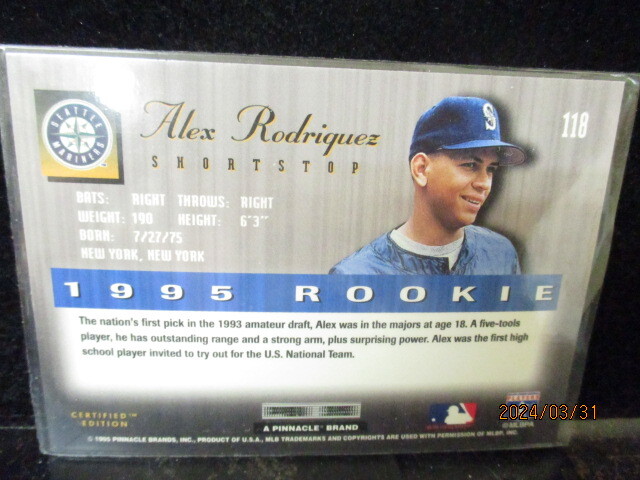 SEATTLE
MARINERS
Alex Rodriguez
118
SHORTSTOP
S
BATS: RIGHT THROWS: RIGHT
WEIGHT: 190 HEIGHT: 6'3"
BORN: 7/27/75
NEW YORK, NEW YORK
1995 ROOKIE
The nation's first pick in the 1993 amateur draft, Alex was in the majors at age 18. A five-tools
player, he has outstanding range and a strong arm, plus surprising power. Alex was the first high
school player invited to try out for the U.S. National Team.
CERTIFIED™
EDITION
A PINNACLE BRAND
PLAYERS
©MLBPA
2024/03/31
© 1995 PINNACLE BRANDS, INC., PRODUCT OF U.S.A., MLB TRADEMARKS AND COPYRIGHTS ARE USED WITH PERMISSION OF MLBP, INC.